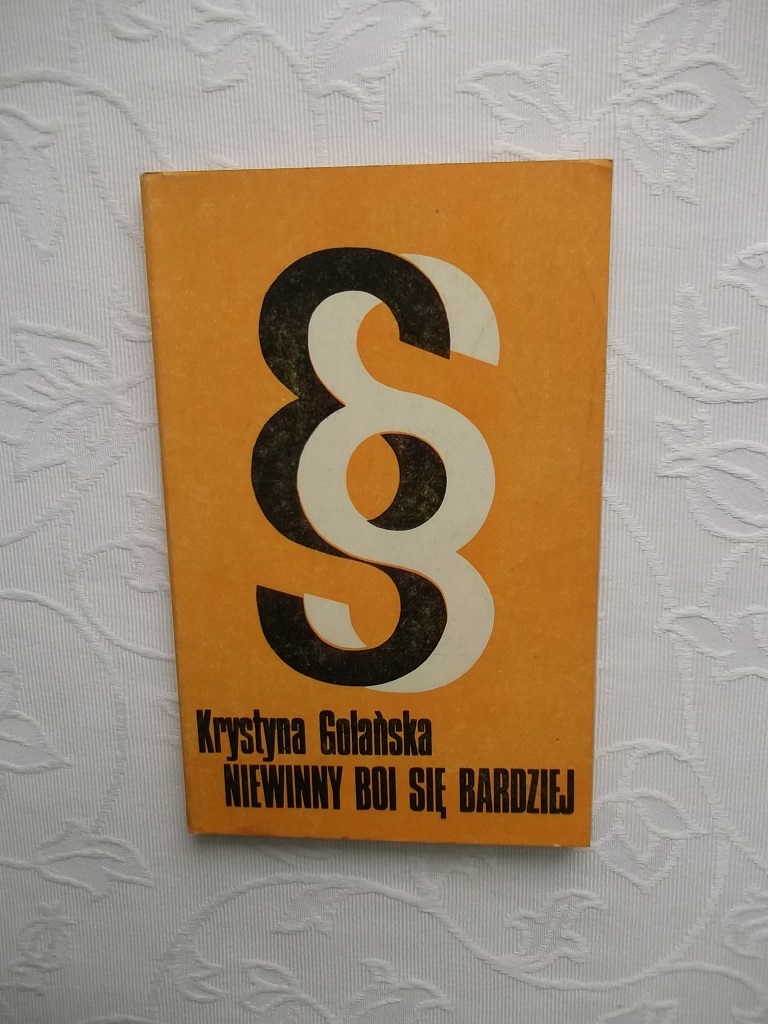 §
Krystyna Golańska
NIEWINNY BOI SIĘ BARDZIEJ